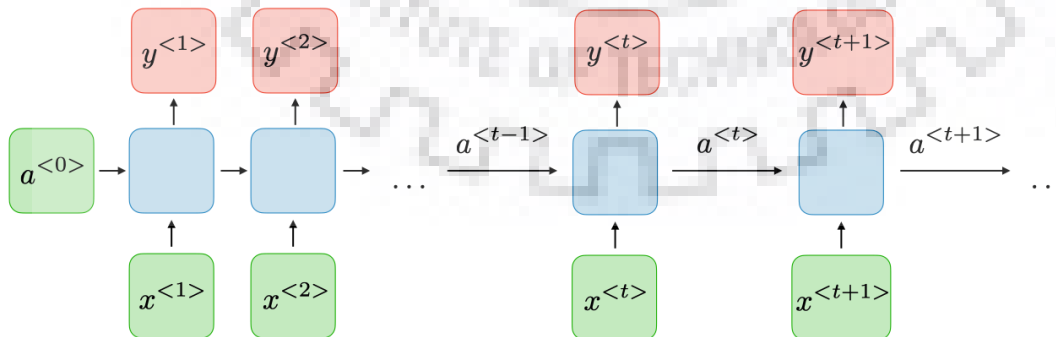 y<1> y<2> y<t> y<t+1>
a<0> ... a<t-1> a<t> a<t+1> ..
x<1> x<2> x<t> x<t+1>